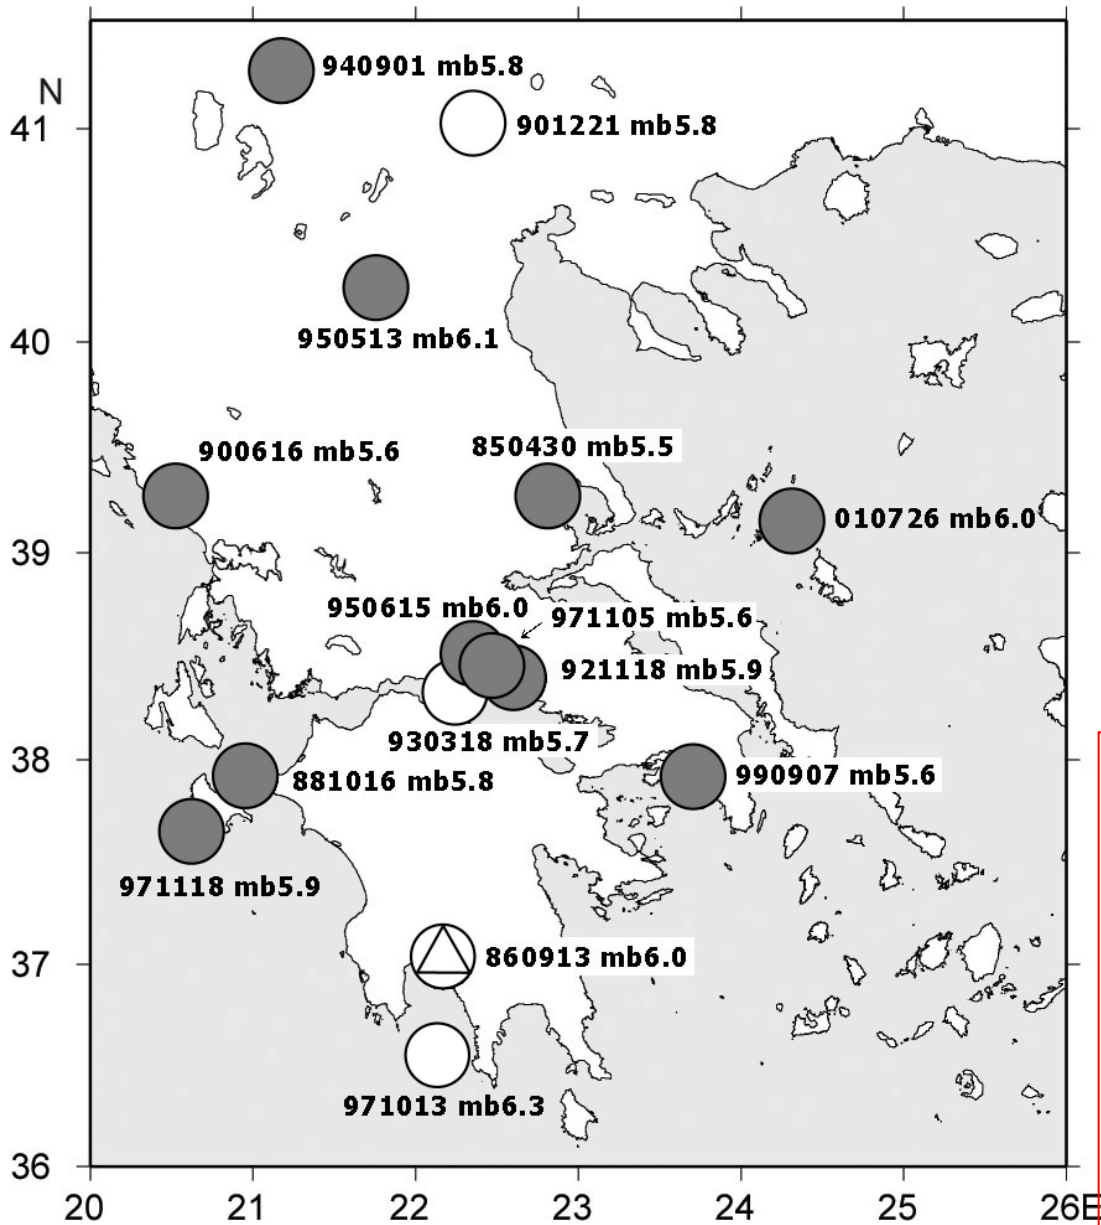 940901 mb5.8
N
901221 mb5.8
41
950513 mb6.1
40
900616 mb5.6
850430 mb5.5
010726 mb6.0
39
950615 mb6.0
971105 mb5.6
921118 mb5.9
930318 mb5.7
38
881016 mb5.8
990907 mb5.6
971118 mb5.9
37
860913 mb6.0
971013 mb6.3
36
20 21 22 23 24 25 26E